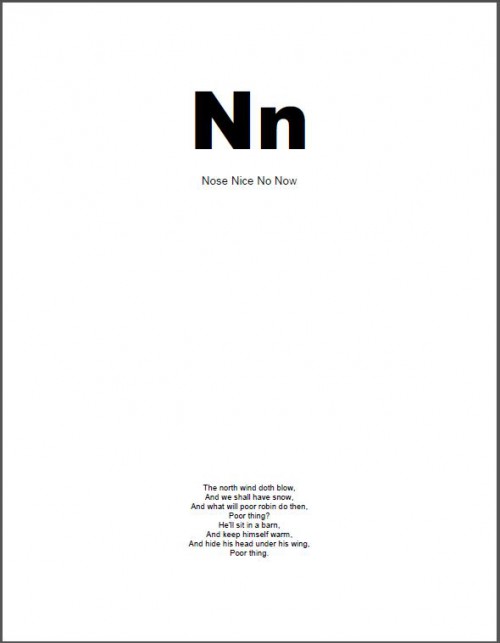 Nn
Nose Nice No Now
The north wind doth blow,
And we shall have snow,
And what will poor robin do then,
Poor thing?
He'll sit in a barn,
And keep himself warm,
And hide his head under his wing,
Poor thing.